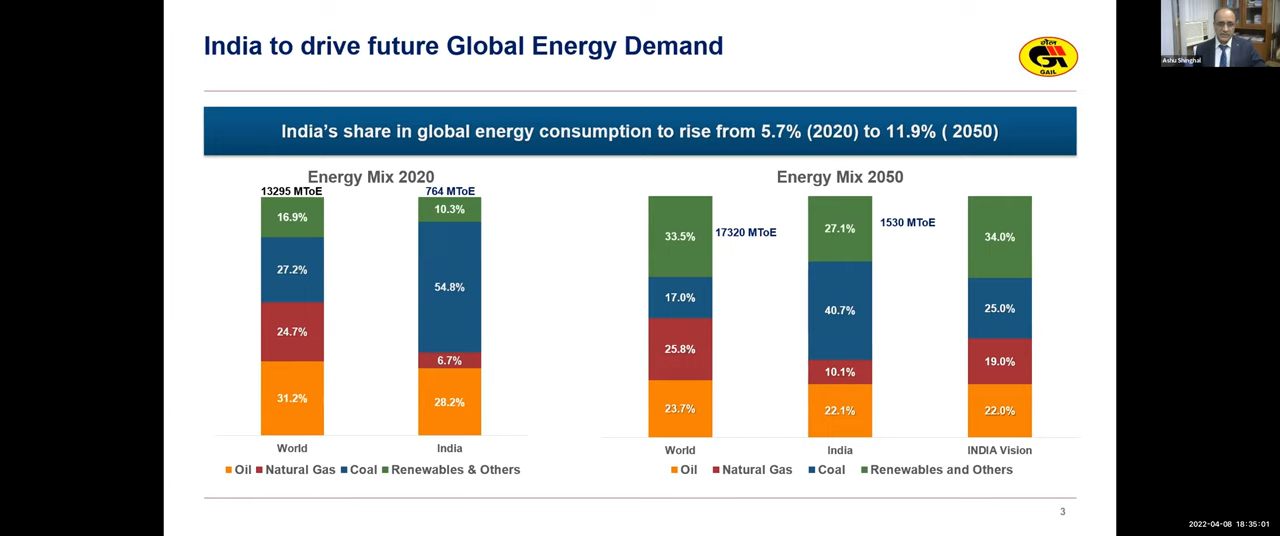 India to drive future Global Energy Demand
गेल
GAIL
Ashu Shinghal
India's share in global energy consumption to rise from 5.7% (2020) to 11.9% ( 2050)
Energy Mix 2020
13295 MToE
764 MToE
16.9%
10.3%
27.2%
54.8%
24.7%
6.7%
31.2%
28.2%
World
India
Oil Natural Gas Coal Renewables & Others
Energy Mix 2050
17320 MToE
1530 MToE
33.5%
27.1%
34.0%
17.0%
40.7%
25.0%
25.8%
10.1%
19.0%
23.7%
22.1%
22.0%
World
India
INDIA Vision
Oil Natural Gas Coal Renewables and Others
3
2022-04-08 18:35:01